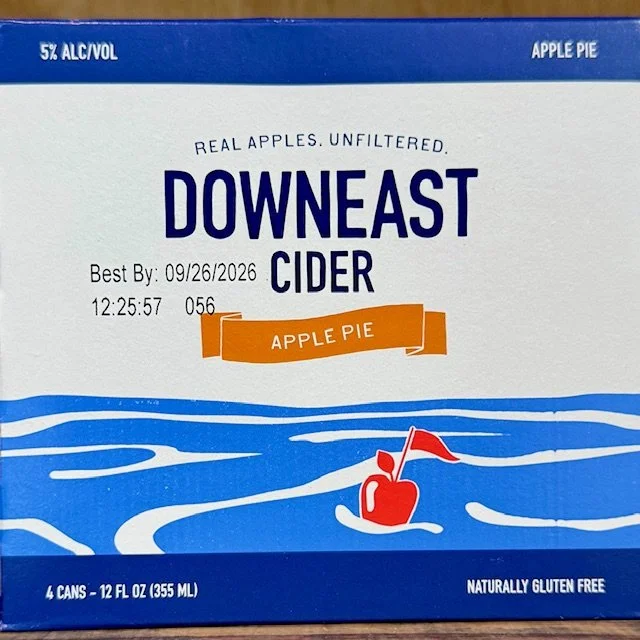 5% ALC/VOL
APPLE PIE
REAL APPLES. UNFILTERED.
DOWNEAST
CIDER
Best By: 09/26/2026
12:25:57 056
APPLE PIE
4 CANS - 12 FL OZ (355 ML)
NATURALLY GLUTEN FREE